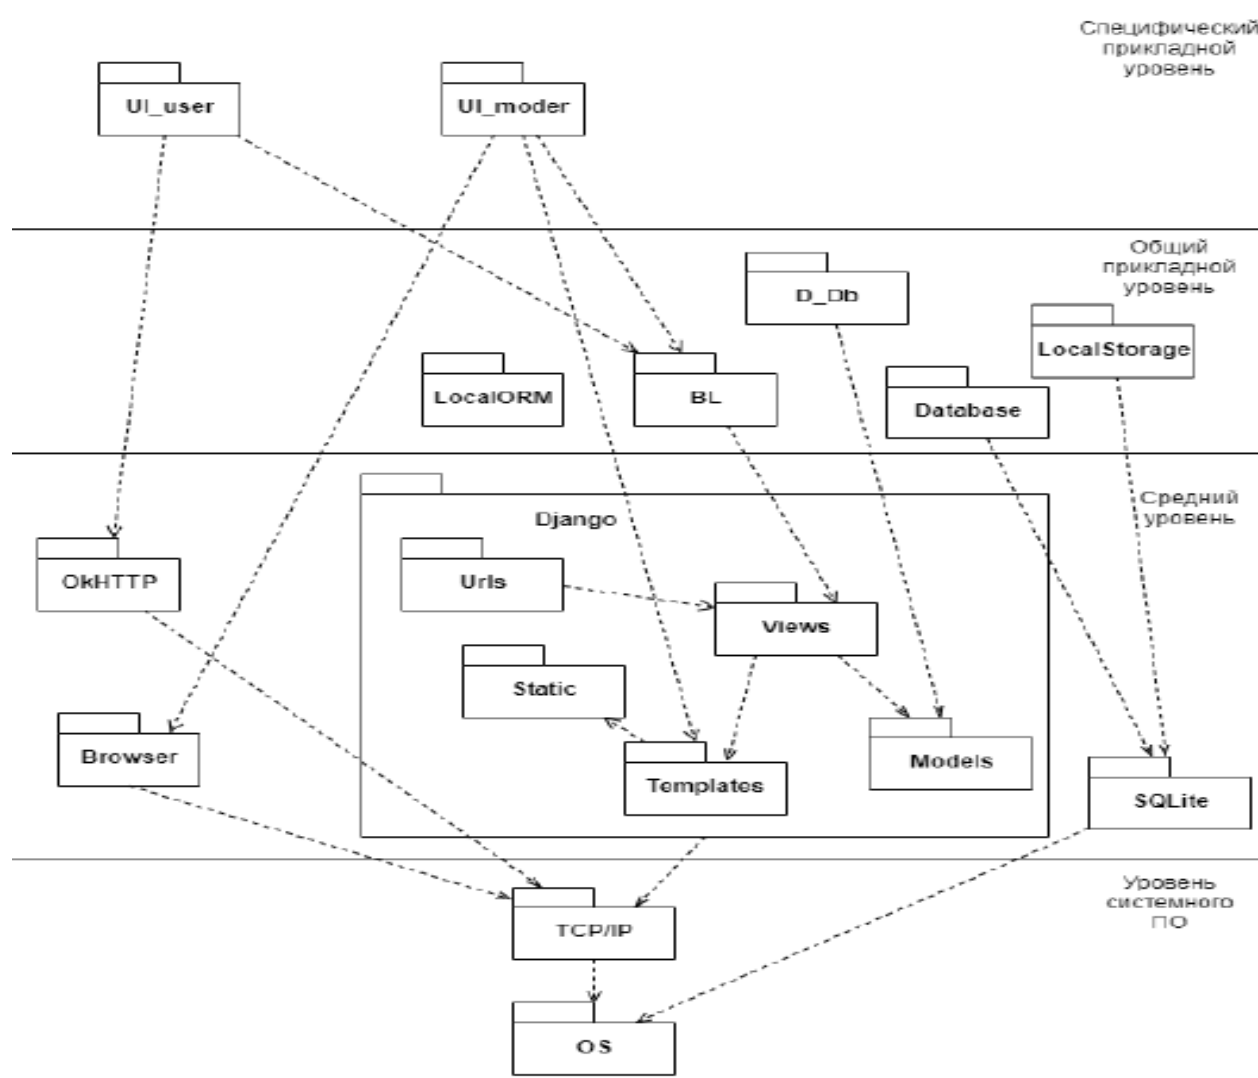 Специфический
прикладной
уровень
UI_user
UI_moder
Общий
прикладной
уровень
D_Db
LocalStorage
LocalORM
BL
Database
Средний
уровень
Django
OkHTTP
Urls
Views
Static
Browser
Templates
Models
SQLite
Уровень
системного
ПО
TCP/IP
OS